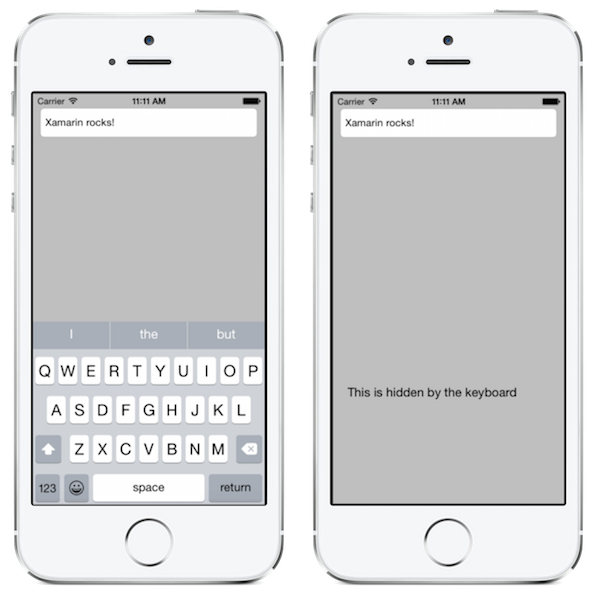 Carrier 11:11 AM
Xamarin rocks!
I the but
Q W E R T Y U I O P
A S D F G H J K L
Z X C V B N M
123 space return
Carrier 11:11 AM
Xamarin rocks!
This is hidden by the keyboard